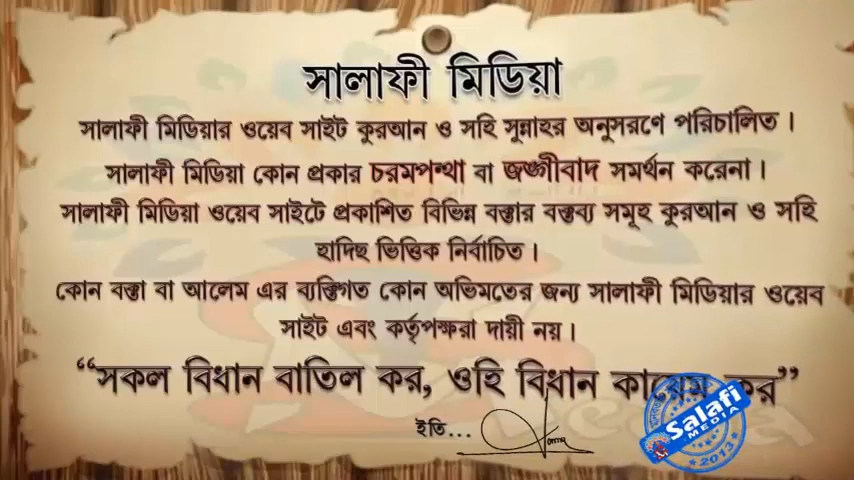 সালাফী মিডিয়া
সালাফী মিডিয়ার ওয়েব সাইট কুরআন ও সহি সুন্নাহর অনুসরণে পরিচালিত।
সালাফী মিডিয়া কোন প্রকার চরমপন্থা বা জঙ্গীবাদ সমর্থন করেনা।
সালাফী মিডিয়া ওয়েব সাইটে প্রকাশিত বিভিন্ন বক্তার বক্তব্য সমূহ কুরআন ও সহি
হাদিছ ভিত্তিক নির্বাচিত।
কোন বক্তা বা আলেম এর ব্যক্তিগত কোন অভিমতের জন্য সালাফী মিডিয়ার ওয়েব
সাইট এবং কর্তৃপক্ষরা দায়ী নয়।
“সকল বিধান বাতিল কর, ওহি বিধান কায়েম কর”
ইতি...
Salafi
MEDIA
2013